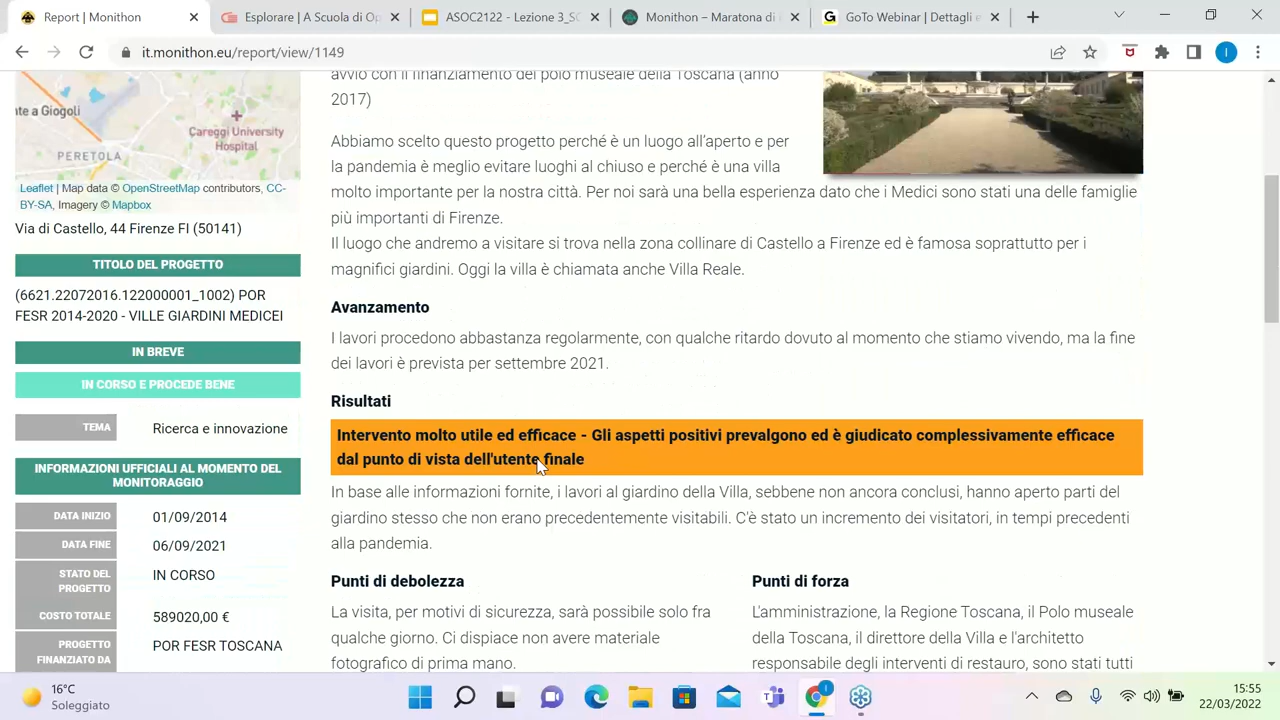 Report | Monithon
Esplorare | A Scuola di Op
ASOC2122 - Lezione 3_SC
Monithon – Maratona di
GoTo Webinar | Dettagli e
it.monithon.eu/report/view/1149
I
nte a Giogoli
Careggi University
Hospital
PERETOLA
Leaflet | Map data © OpenStreetMap contributors, CC-
BY-SA, Imagery © Mapbox
Via di Castello, 44 Firenze FI (50141)
TITOLO DEL PROGETTO
(6621.22072016.122000001_1002) POR
FESR 2014-2020 - VILLE GIARDINI MEDICEI
IN BREVE
IN CORSO E PROCEDE BENE
TEMA
Ricerca e innovazione
INFORMAZIONI UFFICIALI AL MOMENTO DEL
MONITORAGGIO
DATA INIZIO
01/09/2014
DATA FINE
06/09/2021
STATO DEL
PROGETTO
IN CORSO
COSTO TOTALE
589020,00 €
PROGETTO
FINANZIATO DA
POR FESR TOSCANA
avvio con il finanziamento del polo museale della Toscana (anno
2017)
Abbiamo scelto questo progetto perché è un luogo all’aperto e per
la pandemia è meglio evitare luoghi al chiuso e perché è una villa
molto importante per la nostra città. Per noi sarà una bella esperienza dato che i Medici sono stati una delle famiglie
più importanti di Firenze.
Il luogo che andremo a visitare si trova nella zona collinare di Castello a Firenze ed è famosa soprattutto per i
magnifici giardini. Oggi la villa è chiamata anche Villa Reale.
Avanzamento
I lavori procedono abbastanza regolarmente, con qualche ritardo dovuto al momento che stiamo vivendo, ma la fine
dei lavori è prevista per settembre 2021.
Risultati
Intervento molto utile ed efficace - Gli aspetti positivi prevalgono ed è giudicato complessivamente efficace
dal punto di vista dell'utente finale
In base alle informazioni fornite, i lavori al giardino della Villa, sebbene non ancora conclusi, hanno aperto parti del
giardino stesso che non erano precedentemente visitabili. C'è stato un incremento dei visitatori, in tempi precedenti
alla pandemia.
Punti di debolezza
La visita, per motivi di sicurezza, sarà possibile solo fra
qualche giorno. Ci dispiace non avere materiale
fotografico di prima mano.
Punti di forza
L'amministrazione, la Regione Toscana, il Polo museale
della Toscana, il direttore della Villa e l'architetto
responsabile degli interventi di restauro, sono stati tutti
16°C
Soleggiato
15:55
22/03/2022